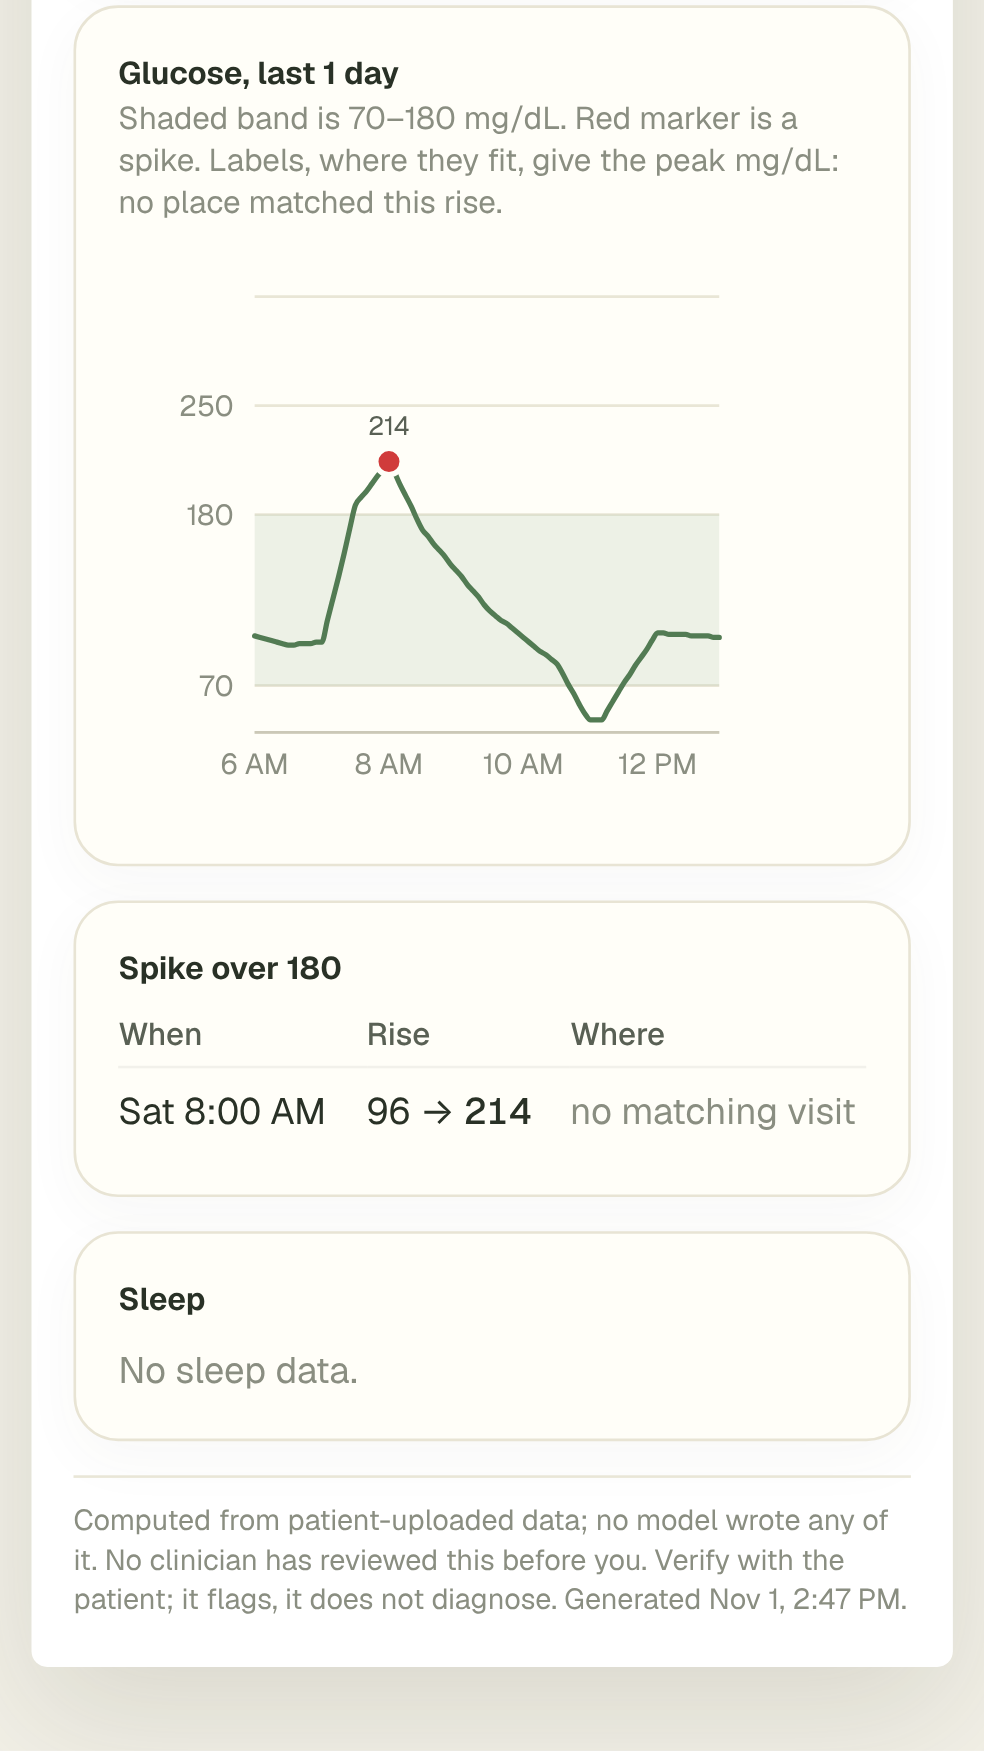 Glucose, last 1 day
Shaded band is 70–180 mg/dL. Red marker is a
spike. Labels, where they fit, give the peak mg/dL:
no place matched this rise.
250
214
180
70
6 AM 8 AM 10 AM 12 PM
Spike over 180
When Rise Where
Sat 8:00 AM 96 → 214 no matching visit
Sleep
No sleep data.
Computed from patient-uploaded data; no model wrote any of
it. No clinician has reviewed this before you. Verify with the
patient; it flags, it does not diagnose. Generated Nov 1, 2:47 PM.